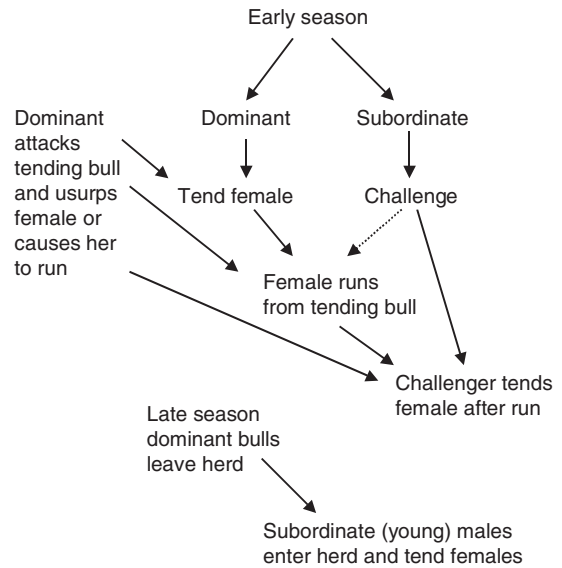 Early season
Dominant
Subordinate
Dominant
attacks
tending bull
and usurps
female or
causes her
to run
Tend female
Challenge
Female runs
from tending bull
Challenger tends
female after run
Late season
dominant bulls
leave herd
Subordinate (young) males
enter herd and tend females